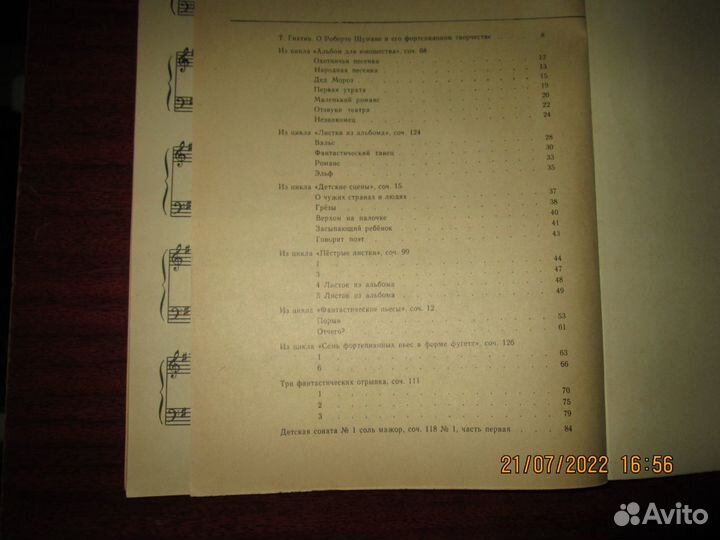 Т. Гнатив. О Роберте Шумане и его фортепианном творчестве . . . 8
Из цикла «Альбом для юношества», соч. 68
Охотничья песенка . . . 12
Народная песенка . . . 13
Дед Мороз . . . 15
Первая утрата . . . 19
Маленький романс . . . 20
Отзвуки театра . . . 22
Незнакомец . . . 24
Из цикла «Листки из альбома», соч. 124
Вальс . . . 28
Фантастический танец . . . 30
Романс . . . 33
Эльф . . . 35
Из цикла «Детские сцены», соч. 15
О чужих странах и людях . . . 37
Грёзы . . . 38
Верхом на палочке . . . 40
Засыпающий ребёнок . . . 41
Говорит поэт . . . 43
Из цикла «Пёстрые листки», соч. 99
1 . . . 44
3 . . . 47
4 Листок из альбома . . . 48
5 Листок из альбома . . . 49
Из цикла «Фантастические пьесы», соч. 12
Порыв . . . 53
Отчего? . . . 61
Из цикла «Семь фортепианных пьес в форме фугетт», соч. 126
1 . . . 63
6 . . . 66
Три фантастических отрывка, соч. 111
1 . . . 70
2 . . . 75
3 . . . 79
Детская соната № 1 соль мажор, соч. 118 № 1, часть первая . . . 84
21/07/2022 16:56
Avito